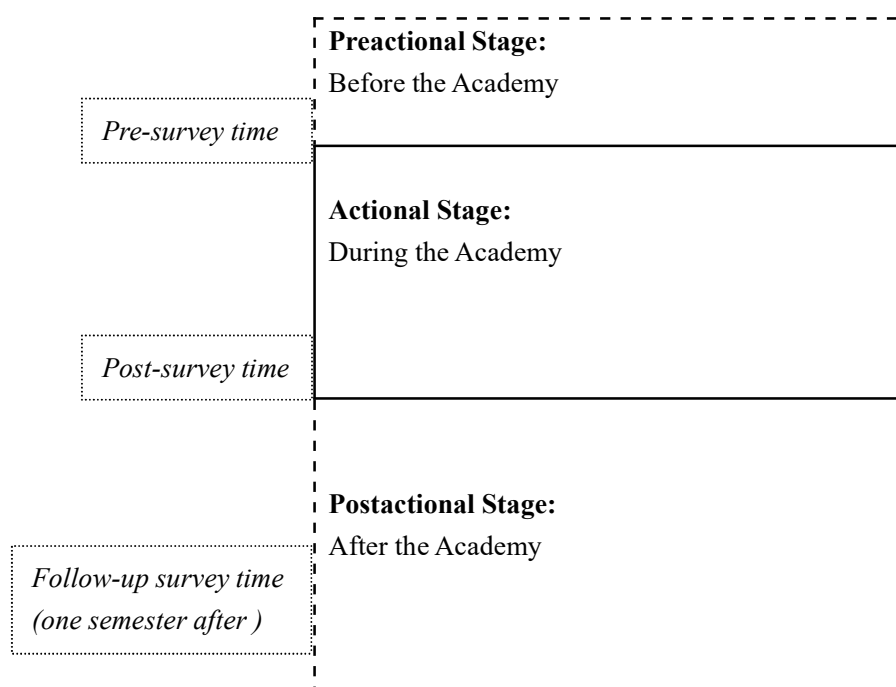 Preactional Stage:
Before the Academy
Pre-survey time
Actional Stage:
During the Academy
Post-survey time
Postactional Stage:
After the Academy
Follow-up survey time
(one semester after )